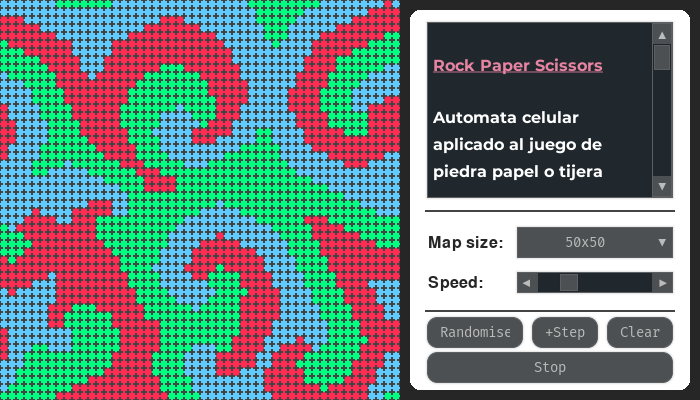 Rock Paper Scissors
Automata celular
aplicado al juego de
piedra papel o tijera
Map size: 50x50
Speed:
Randomise +Step Clear
Stop